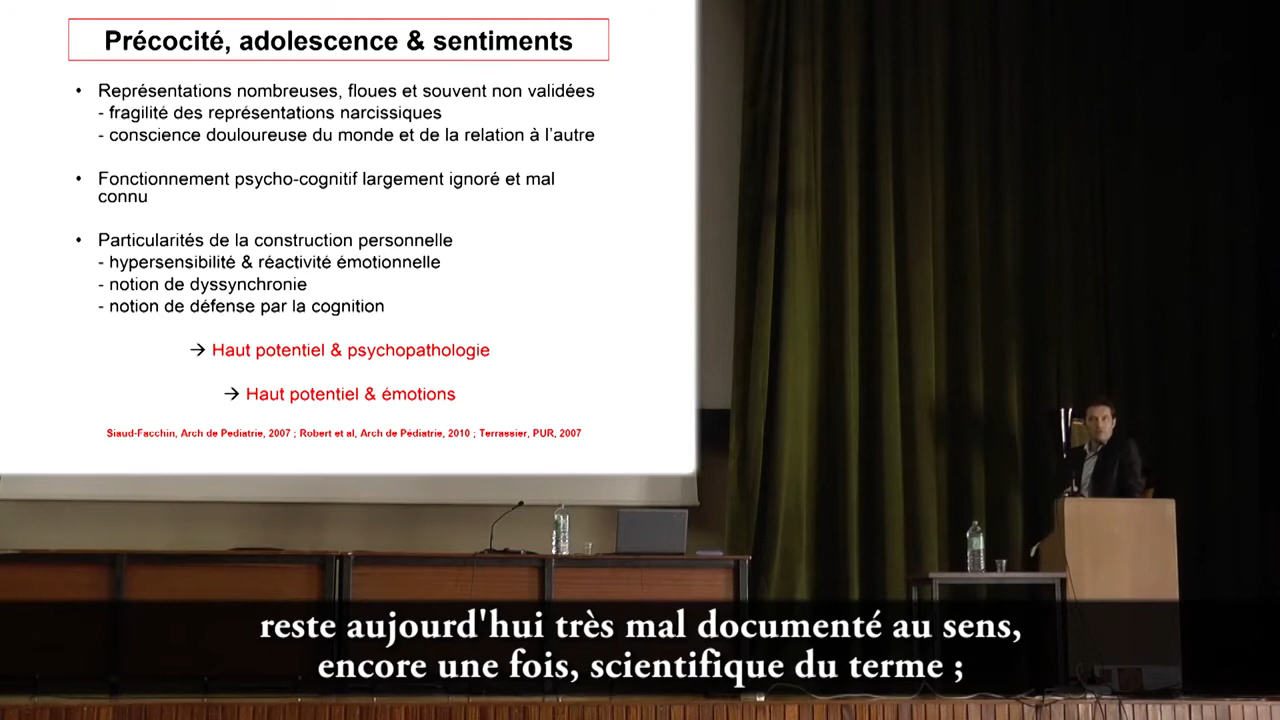 Précocité, adolescence & sentiments
• Représentations nombreuses, floues et souvent non validées
- fragilité des représentations narcissiques
- conscience douloureuse du monde et de la relation à l'autre
• Fonctionnement psycho-cognitif largement ignoré et mal
connu
• Particularités de la construction personnelle
- hypersensibilité & réactivité émotionnelle
- notion de dyssynchronie
- notion de défense par la cognition
→ Haut potentiel & psychopathologie
→ Haut potentiel & émotions
Siaud-Facchin, Arch de Pediatrie, 2007 ; Robert et al, Arch de Pédiatrie, 2010 ; Terrassier, PUR, 2007
reste aujourd'hui très mal documenté au sens,
encore une fois, scientifique du terme ;